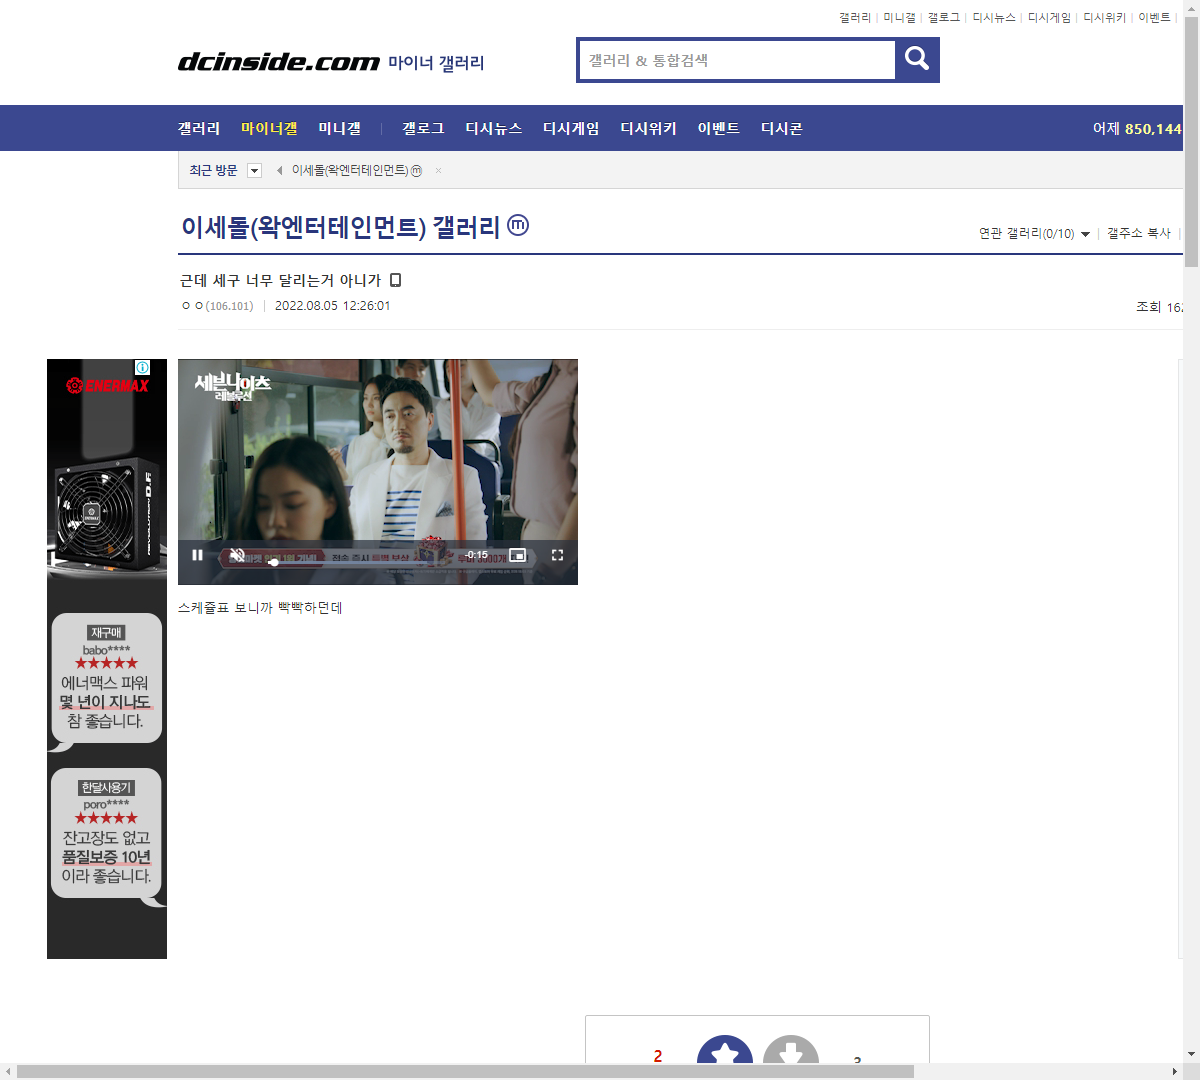 갤러리 | 미니갤 | 갤로그 | 디시뉴스 | 디시게임 | 디시위키 | 이벤트 |
dcinside.com 마이너 갤러리
갤러리 & 통합검색
갤러리 마이너갤 미니갤 | 갤로그 디시뉴스 디시게임 디시위키 이벤트 디시콘
어제 850,144
최근 방문
이세돌(왁엔터테인먼트)ⓜ ×
이세돌(왁엔터테인먼트) 갤러리 ⓜ
연관 갤러리(0/10) | 갤주소 복사 |
근데 세구 너무 달리는거 아니가
ㅇㅇ(106.101) | 2022.08.05 12:26:01
조회 162
ENERMAX
REVOLUTION D.F.
세븐나이츠
레볼루션
-0:15
스케쥴표 보니까 빡빡하던데
재구매
babo****
★★★★★
에너맥스 파워
몇 년이 지나도
참 좋습니다.
한달사용기
poro****
★★★★★
잔고장도 없고
품질보증 10년
이라 좋습니다.
2
3